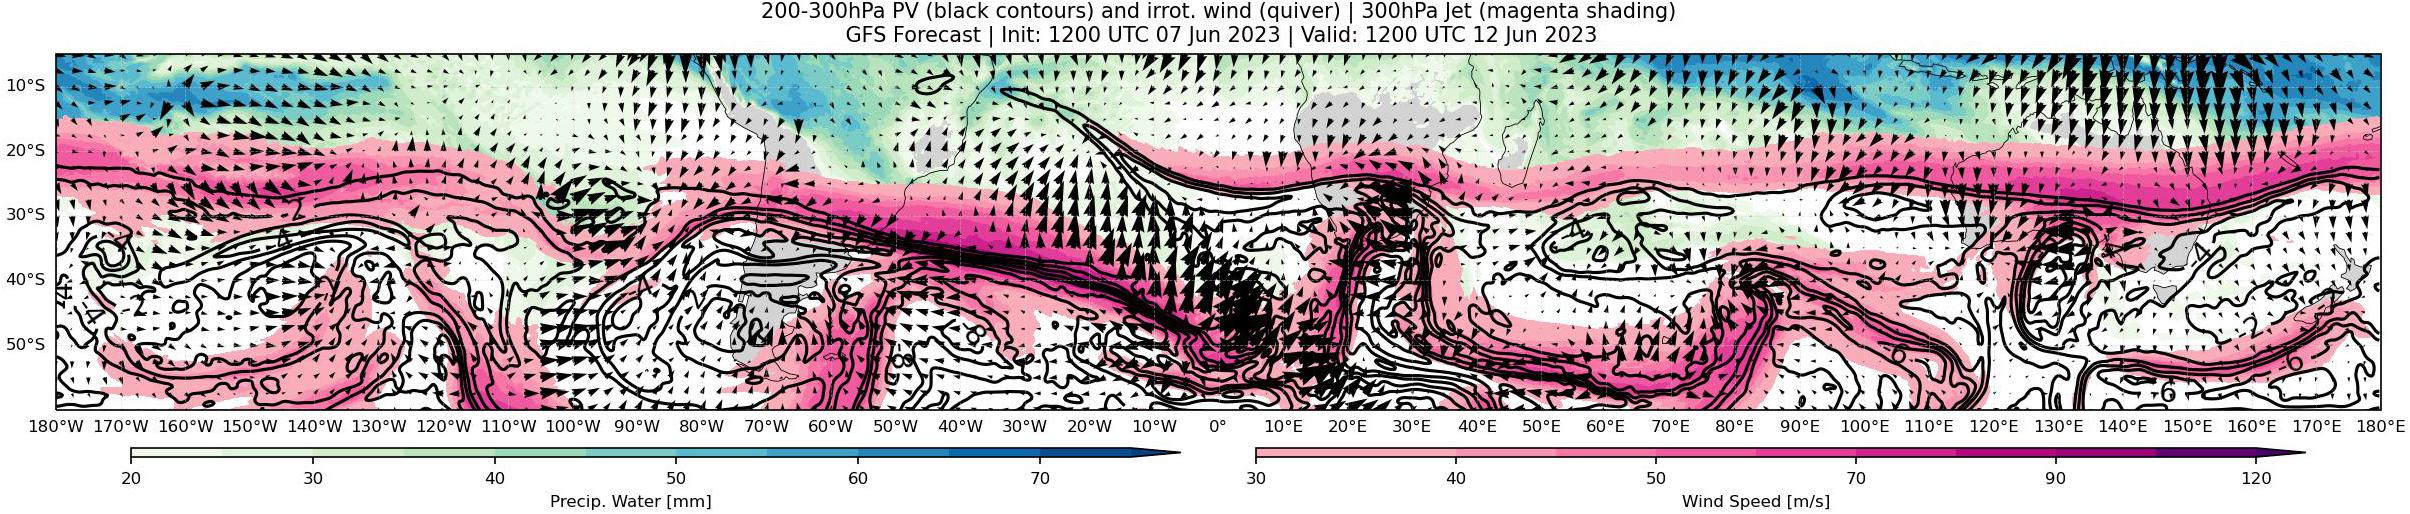 200-300hPa PV (black contours) and irrot. wind (quiver) | 300hPa Jet (magenta shading)
GFS Forecast | Init: 1200 UTC 07 Jun 2023 | Valid: 1200 UTC 12 Jun 2023
10°S
20°S
30°S
40°S
50°S
180°W 170°W 160°W 150°W 140°W 130°W 120°W 110°W 100°W 90°W 80°W 70°W 60°W 50°W 40°W 30°W 20°W 10°W 0° 10°E 20°E 30°E 40°E 50°E 60°E 70°E 80°E 90°E 100°E 110°E 120°E 130°E 140°E 150°E 160°E 170°E 180°E
20 30 40 50 60 70
Precip. Water [mm]
30 40 50 70 90 120
Wind Speed [m/s]